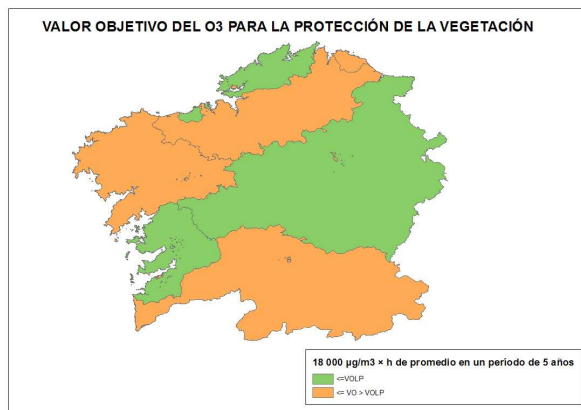 VALOR OBJETIVO DEL O3 PARA LA PROTECCIÓN DE LA VEGETACIÓN
18 000 µg/m3 × h de promedio en un período de 5 años
<=VOLP
<= VO > VOLP